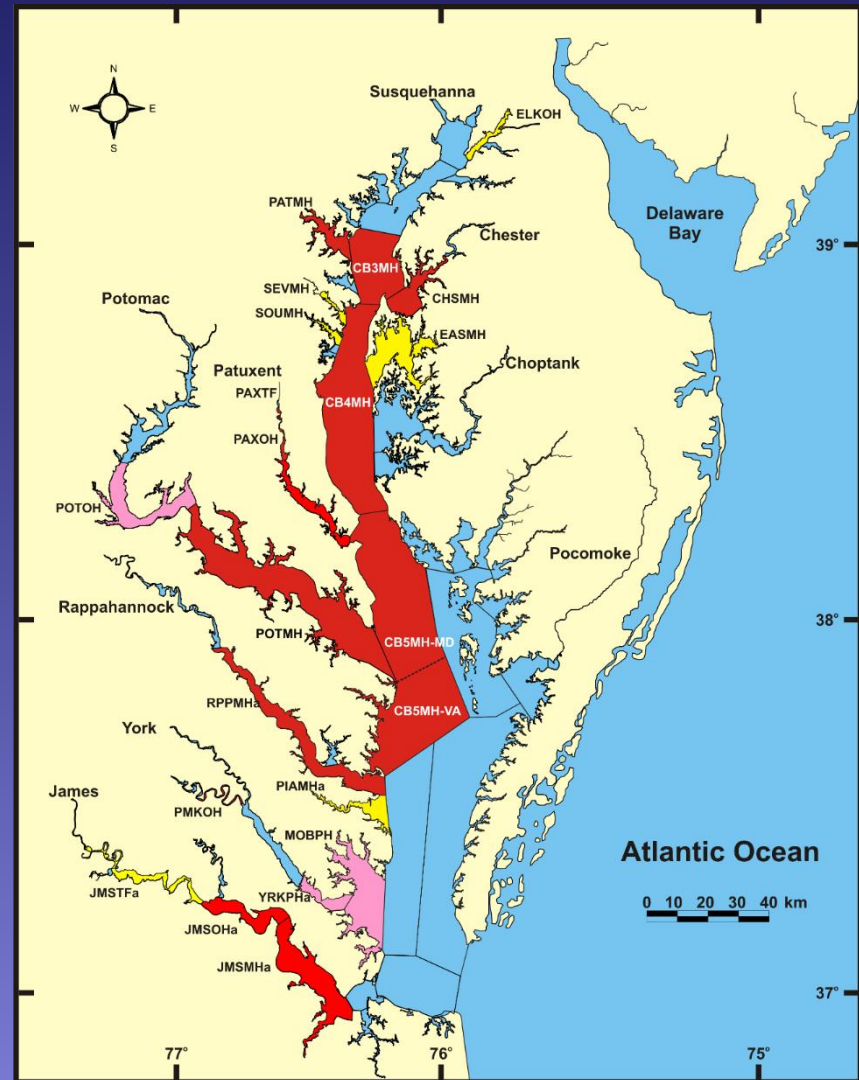 N
W E
S
Susquehanna
ELKOH
PATMH
Delaware
Bay
Chester
39°
CB3MH
SEVMH
CHSMH
SOUMH
Potomac
EASMH
Choptank
Patuxent
PAXTF
CB4MH
PAXOH
POTOH
Pocomoke
Rappahannock
38°
POTMH
CB5MH-MD
RPPMHa
CB5MH-VA
York
PIAMHa
James
PMKOH
MOBPH
Atlantic Ocean
JMSTFa
YRKPHa
0 10 20 30 40 km
JMSOHa
JMSMHa
37°
77° 76° 75°